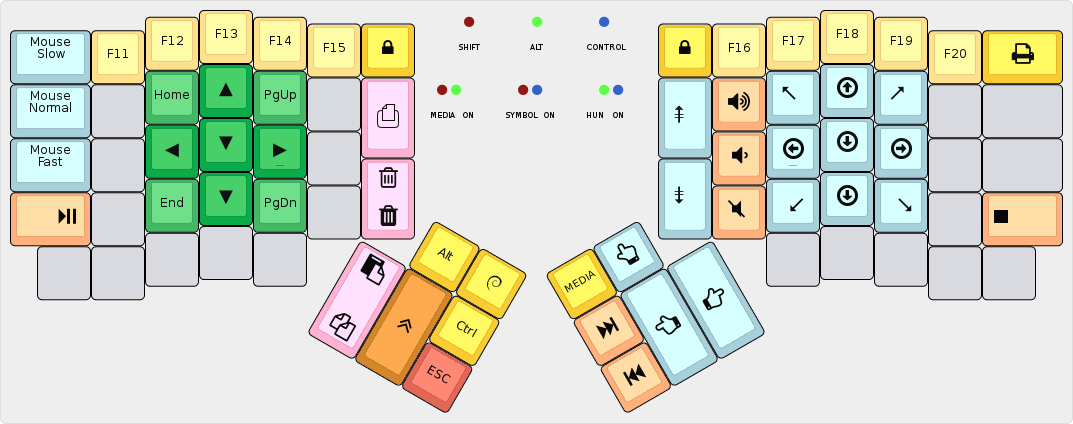 Mouse
Slow
F11
F12
F13
F14
F15
SHIFT
ALT
CONTROL
F16
F17
F18
F19
F20
Mouse
Normal
Home
PgUp
MEDIA ON
SYMBOL ON
HUN ON
Mouse
Fast
End
PgDn
Alt
Ctrl
ESC
MEDIA